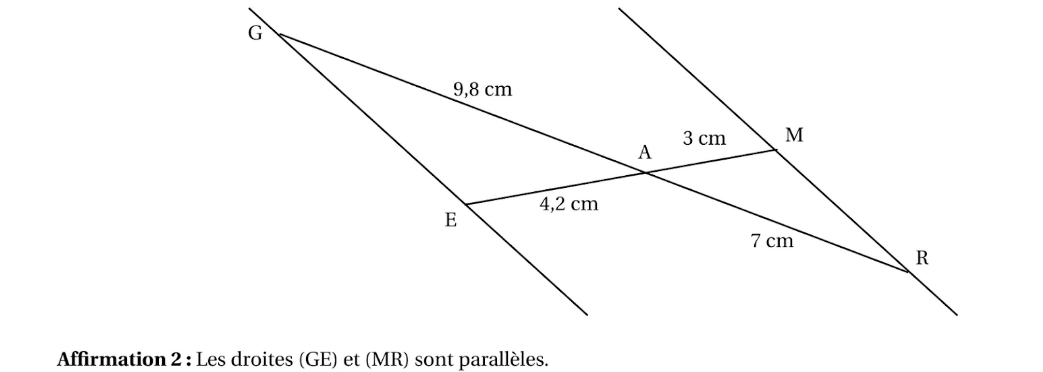 G
9,8 cm
A
3 cm
M
E
4,2 cm
7 cm
R
Affirmation 2 : Les droites (GE) et (MR) sont parallèles.